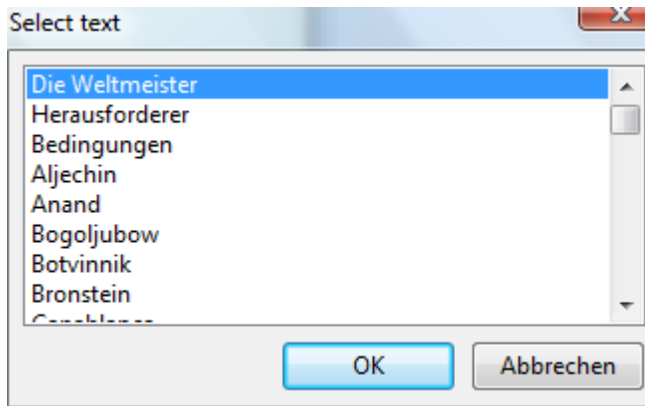 Select text
Die Weltmeister
Herausforderer
Bedingungen
Aljechin
Anand
Bogoljubow
Botvinnik
Bronstein
OK
Abbrechen